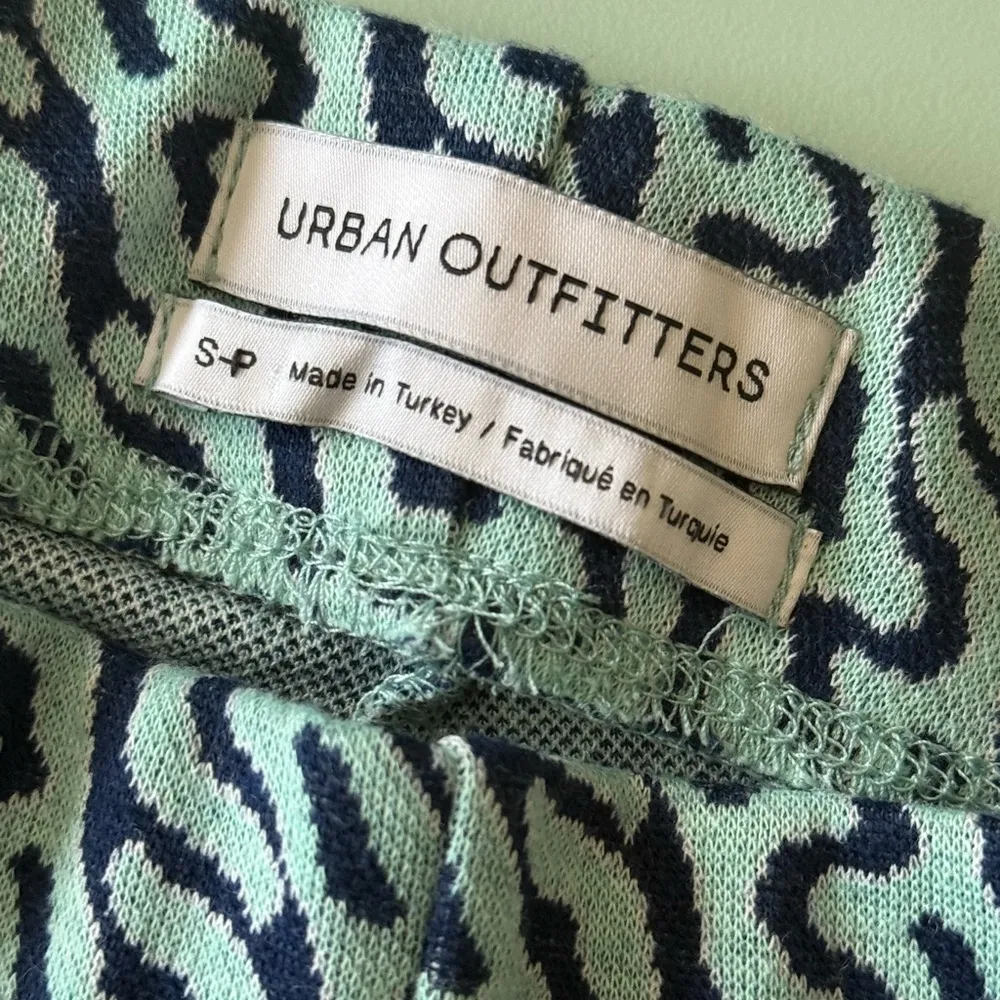 URBAN OUTFITTERS
S-P Made in Turkey / Fabriqué en Turquie